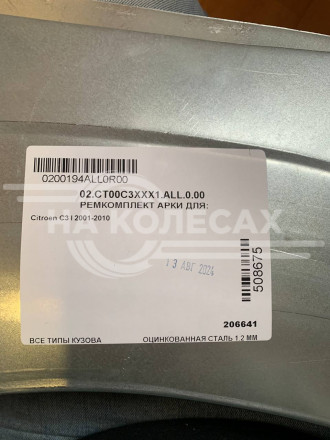 0200194ALL0R00
02.CT00C3XXX1.ALL.0.00
РЕМКОМПЛЕКТ АРКИ ДЛЯ:
Citroen C3 I 2001-2010
НА КОЛЕСАХ
13 АВГ 2024
508675
206641
ВСЕ ТИПЫ КУЗОВА
ОЦИНКОВАННАЯ СТАЛЬ 1.2 ММ